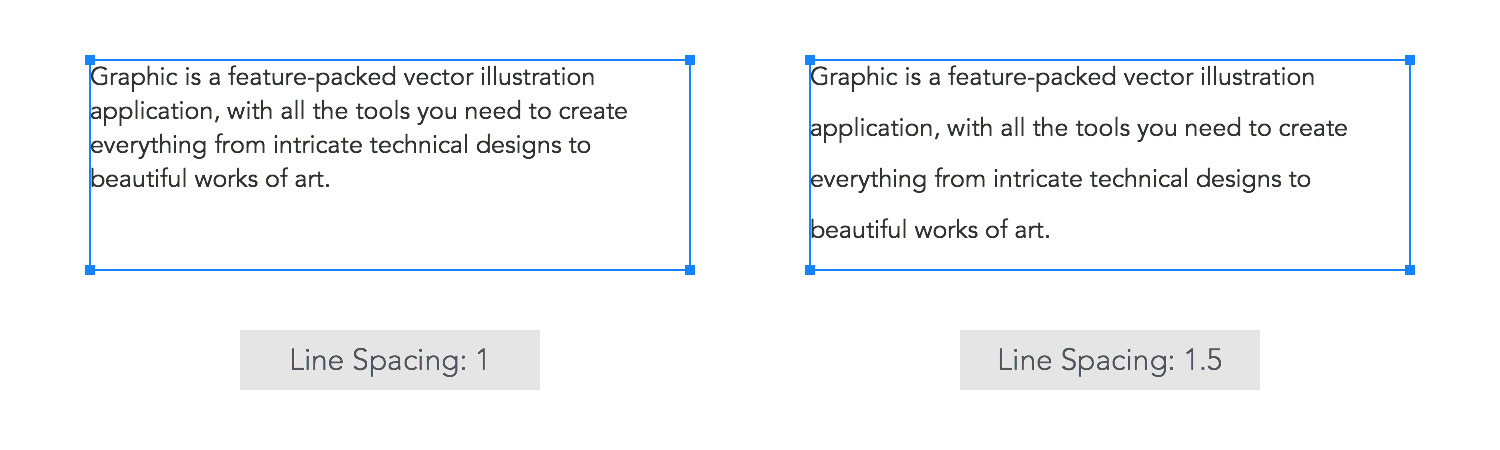 Graphic is a feature-packed vector illustration
application, with all the tools you need to create
everything from intricate technical designs to
beautiful works of art.
Line Spacing: 1
Graphic is a feature-packed vector illustration
application, with all the tools you need to create
everything from intricate technical designs to
beautiful works of art.
Line Spacing: 1.5